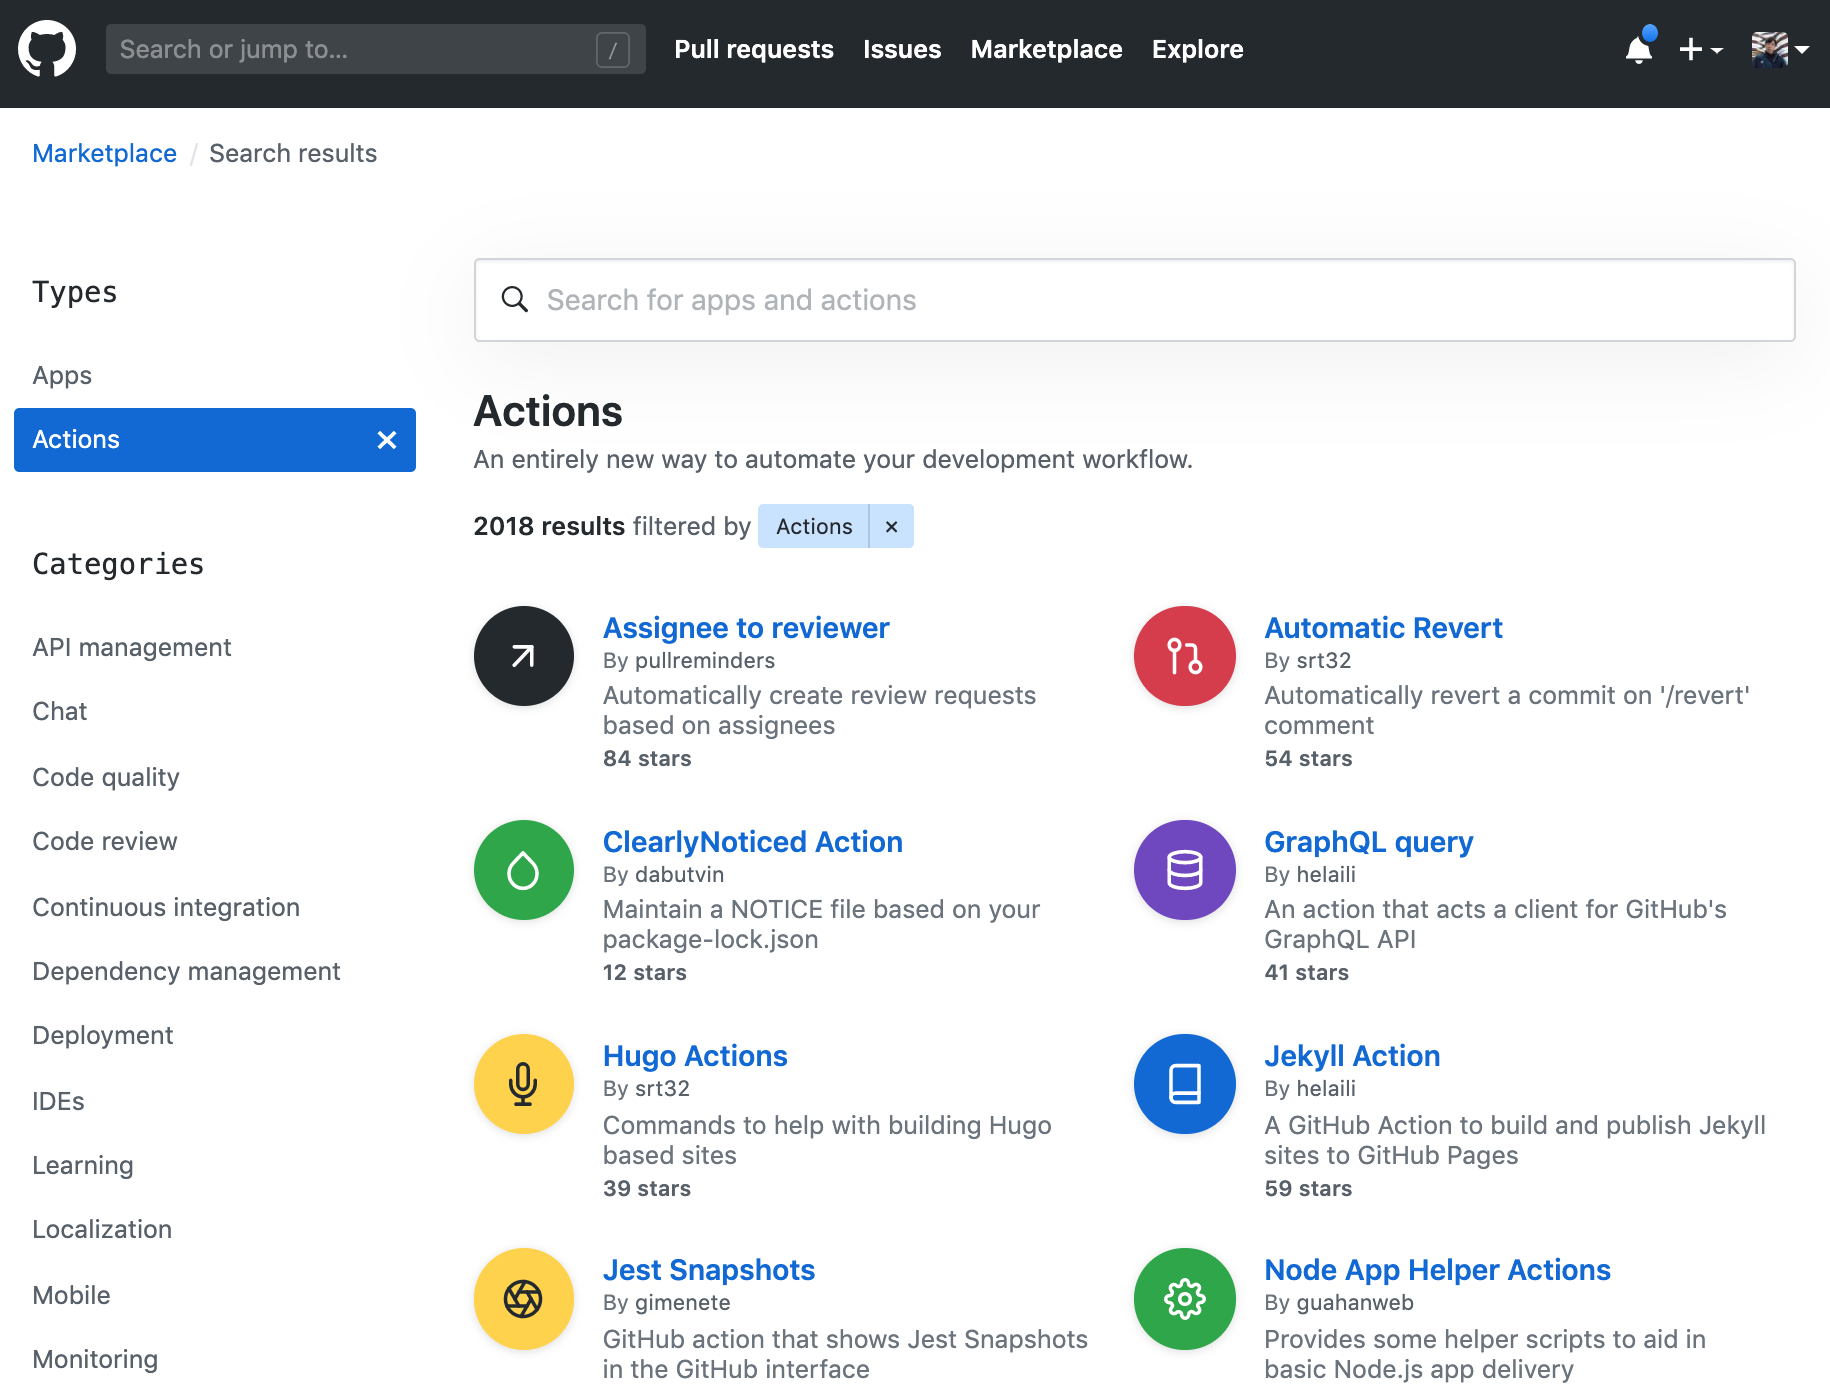 Search or jump to...
/
Pull requests
Issues
Marketplace
Explore
Marketplace / Search results
Types
Apps
Actions
Categories
API management
Chat
Code quality
Code review
Continuous integration
Dependency management
Deployment
IDEs
Learning
Localization
Mobile
Monitoring
Search for apps and actions
Actions
An entirely new way to automate your development workflow.
2018 results filtered by Actions ×
Assignee to reviewer
By pullreminders
Automatically create review requests
based on assignees
84 stars
Automatic Revert
By srt32
Automatically revert a commit on '/revert'
comment
54 stars
ClearlyNoticed Action
By dabutvin
Maintain a NOTICE file based on your
package-lock.json
12 stars
GraphQL query
By helaili
An action that acts a client for GitHub's
GraphQL API
41 stars
Hugo Actions
By srt32
Commands to help with building Hugo
based sites
39 stars
Jekyll Action
By helaili
A GitHub Action to build and publish Jekyll
sites to GitHub Pages
59 stars
Jest Snapshots
By gimenete
GitHub action that shows Jest Snapshots
in the GitHub interface
Node App Helper Actions
By guahanweb
Provides some helper scripts to aid in
basic Node.js app delivery